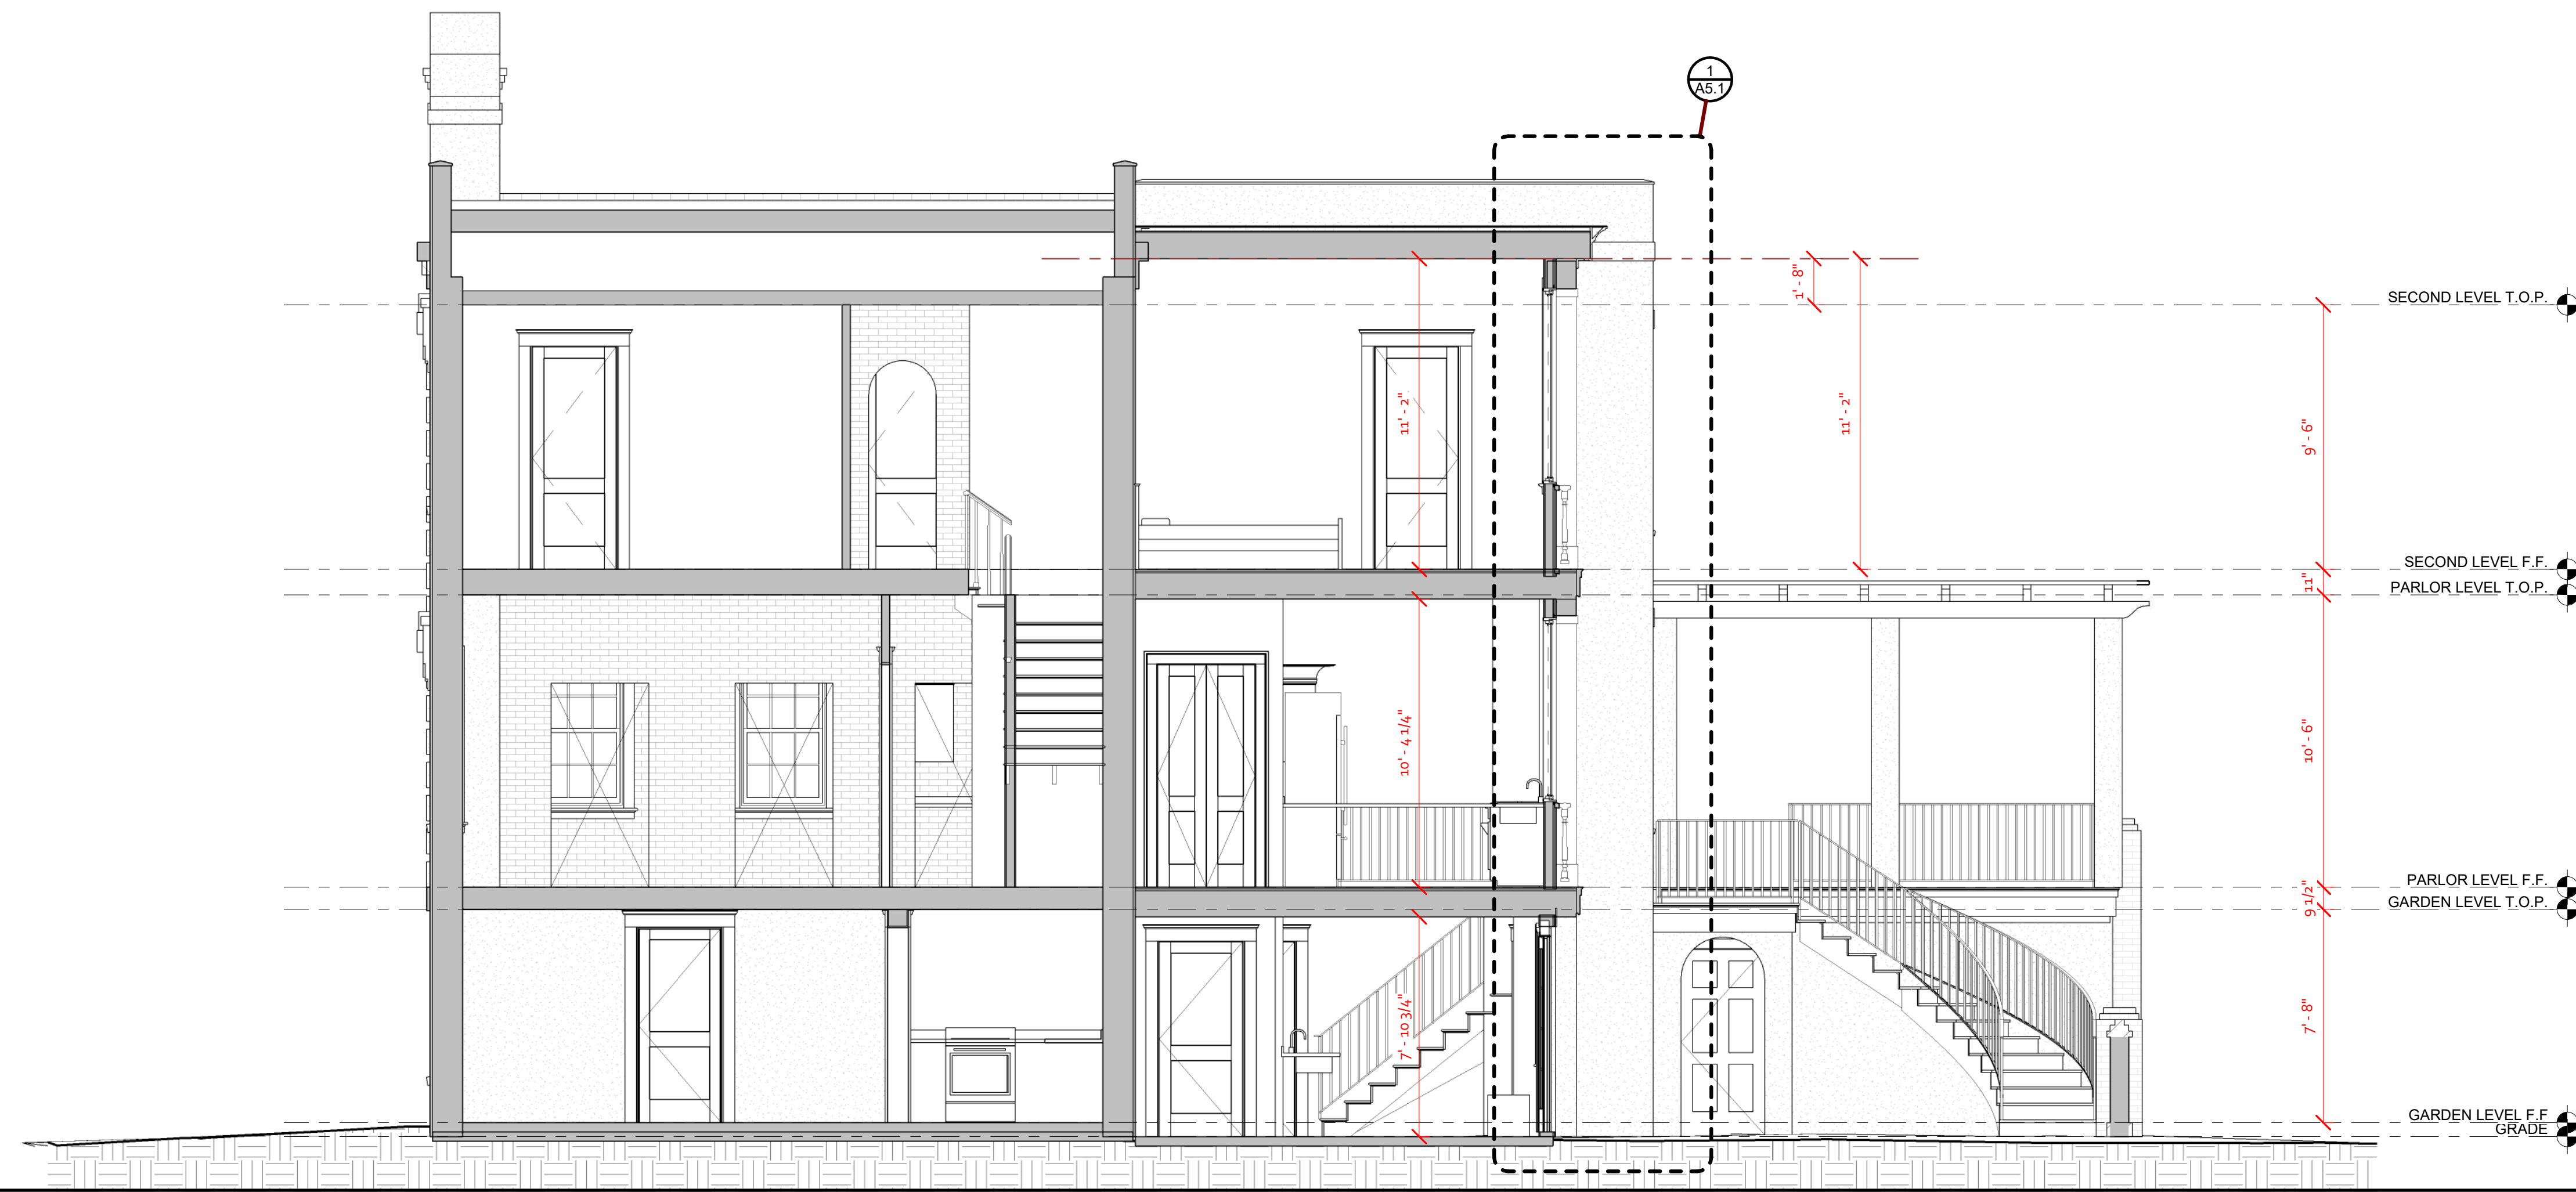 1
A5.1
SECOND LEVEL T.O.P.
1' - 8"
11' - 2"
11' - 2"
9' - 6"
SECOND LEVEL F.F.
11"
PARLOR LEVEL T.O.P.
10' - 4 1/4"
10' - 6"
PARLOR LEVEL F.F.
9 1/2"
GARDEN LEVEL T.O.P.
7' - 10 3/4"
7' - 8"
GARDEN LEVEL F.F
GRADE